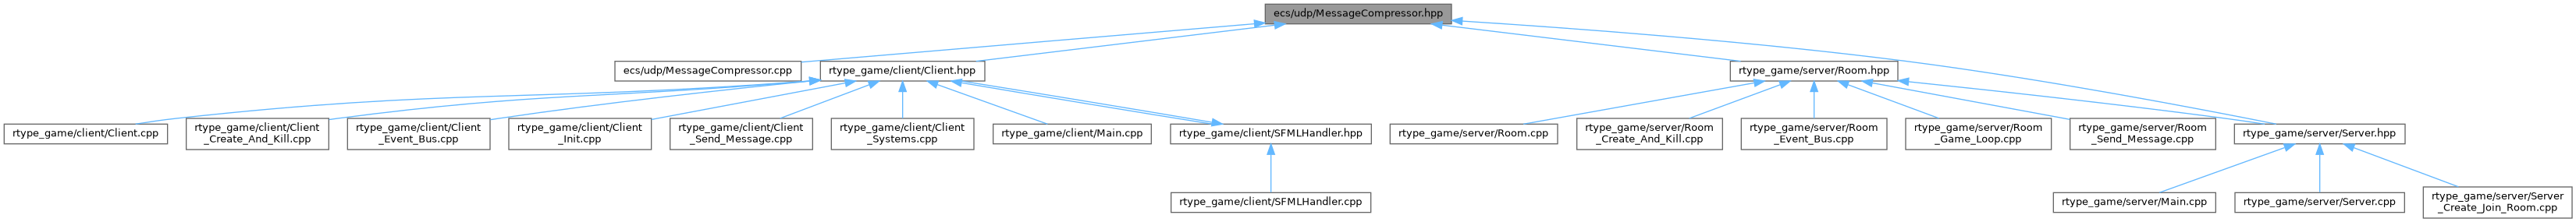 ecs/udp/MessageCompressor.hpp
ecs/udp/MessageCompressor.cpp
rtype_game/client/Client.hpp
rtype_game/server/Room.hpp
rtype_game/client/Client.cpp
rtype_game/client/Client
_Create_And_Kill.cpp
rtype_game/client/Client
_Event_Bus.cpp
rtype_game/client/Client
_Init.cpp
rtype_game/client/Client
_Send_Message.cpp
rtype_game/client/Client
_Systems.cpp
rtype_game/client/Main.cpp
rtype_game/client/SFMLHandler.hpp
rtype_game/server/Room.cpp
rtype_game/server/Room
_Create_And_Kill.cpp
rtype_game/server/Room
_Event_Bus.cpp
rtype_game/server/Room
_Game_Loop.cpp
rtype_game/server/Room
_Send_Message.cpp
rtype_game/server/Server.hpp
rtype_game/client/SFMLHandler.cpp
rtype_game/server/Main.cpp
rtype_game/server/Server.cpp
rtype_game/server/Server
_Create_Join_Room.cpp